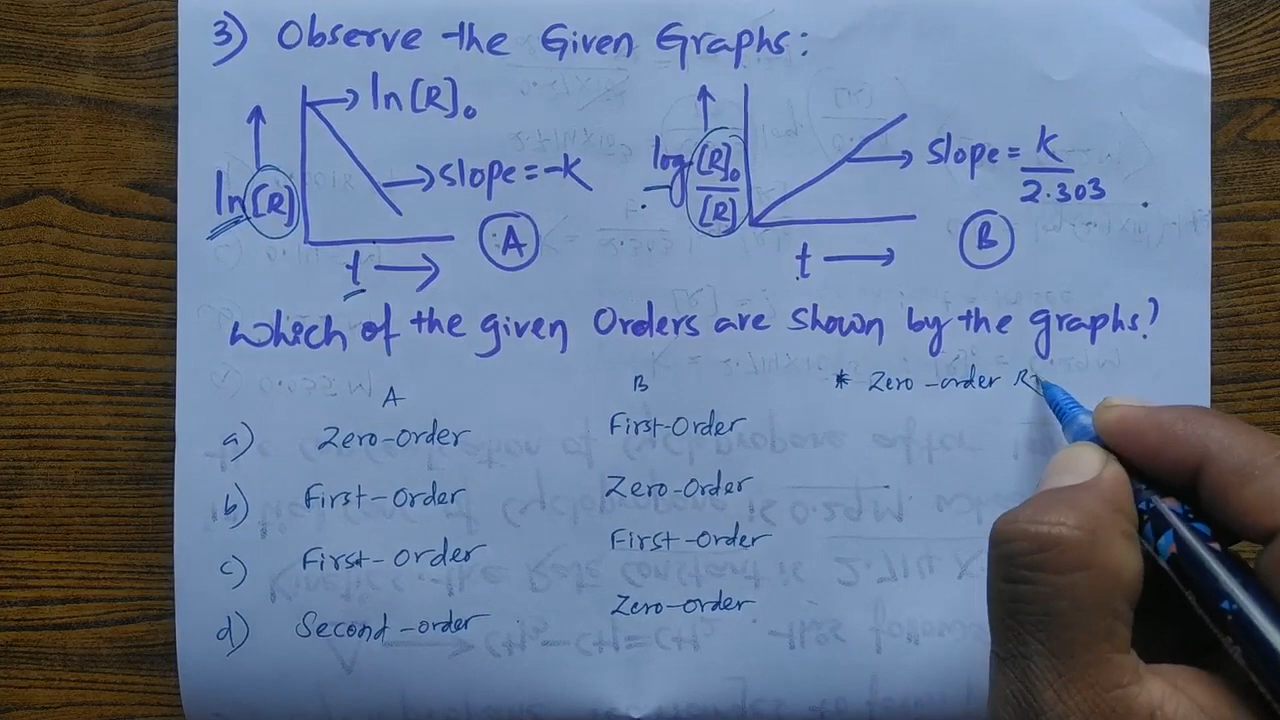 3) Observe the Given Graphs:
ln[R]₀
slope=-K
ln[R]
t
A
log [R]₀/[R]
Slope=K/2.303
t
B
Which of the given Orders are shown by the graphs?
A B
* Zero-order R
a) Zero-Order First-Order
b) First-Order Zero-Order
c) First-Order First-Order
d) Second-order Zero-order